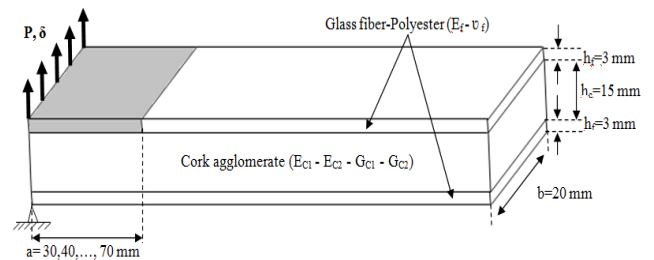 P, δ
Glass fiber-Polyester (E_f - υ_f)
h_f=3 mm
h_c=15 mm
h_f=3 mm
Cork agglomerate (E_C1 - E_C2 - G_C1 - G_C2)
b=20 mm
a= 30,40,..., 70 mm